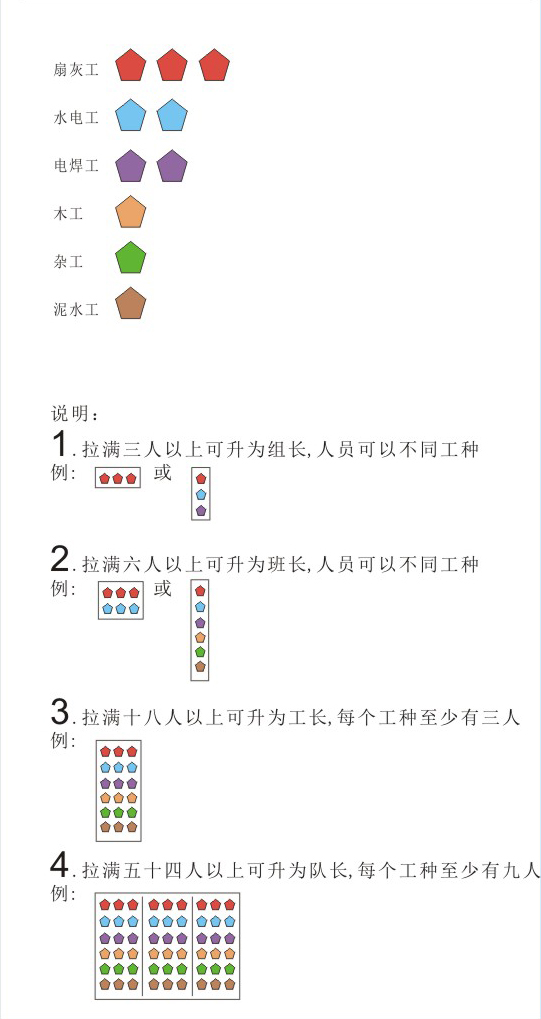 扇灰工
水电工
电焊工
木工
杂工
泥水工
说明:
1.拉满三人以上可升为组长,人员可以不同工种
例: 或
2.拉满六人以上可升为班长,人员可以不同工种
例: 或
3.拉满十八人以上可升为工长,每个工种至少有三人
例:
4.拉满五十四人以上可升为队长,每个工种至少有九人
例: